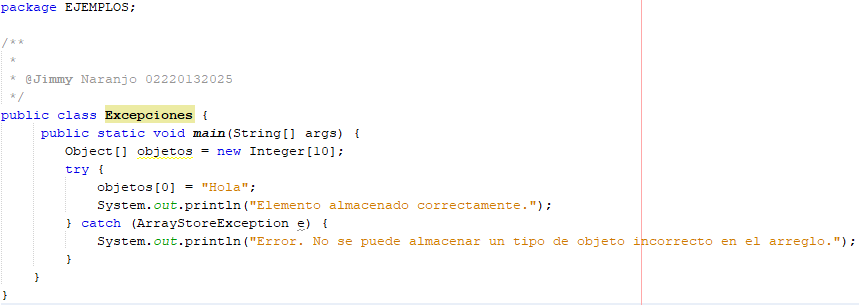 package EJEMPLOS;
/**
 *
 * @Jimmy Naranjo 02220132025
 */
public class Excepciones {
    public static void main(String[] args) {
        Object[] objetos = new Integer[10];
        try {
            objetos[0] = "Hola";
            System.out.println("Elemento almacenado correctamente.");
        } catch (ArrayStoreException e) {
            System.out.println("Error. No se puede almacenar un tipo de objeto incorrecto en el arreglo.");
        }
    }
}